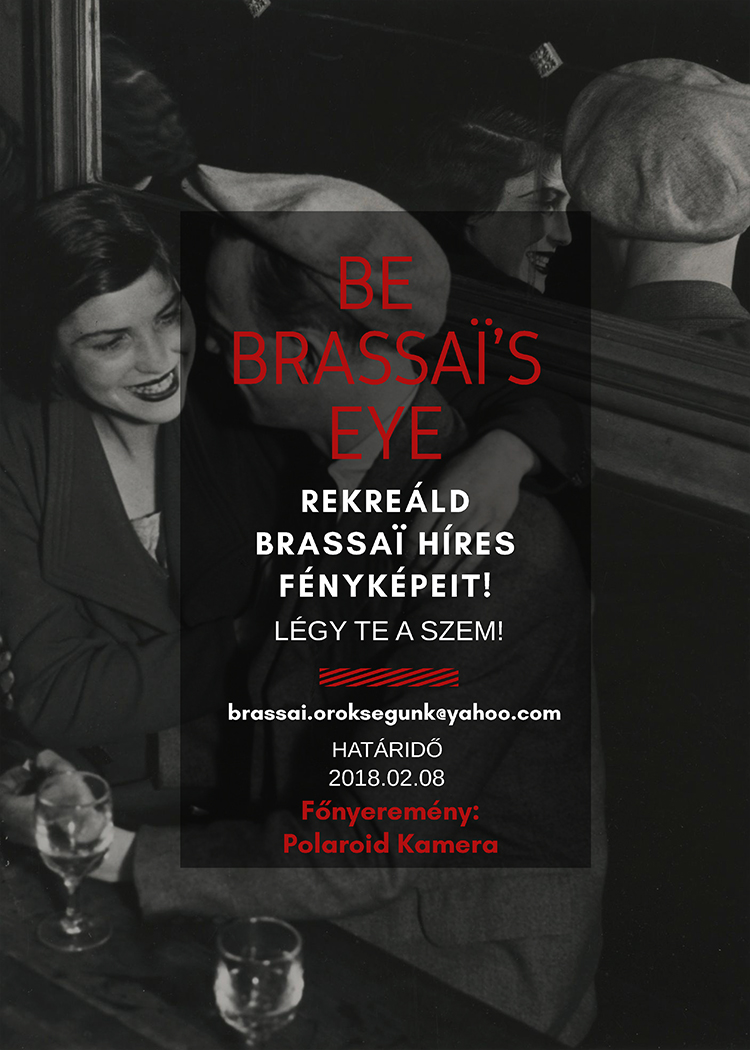 BE
BRASSAÏ'S
EYE
REKREÁLD
BRASSAÏ HÍRES
FÉNYKÉPEIT!
LÉGY TE A SZEM!
brassai.oroksegunk@yahoo.com
HATÁRIDŐ
2018.02.08
Főnyeremény:
Polaroid Kamera